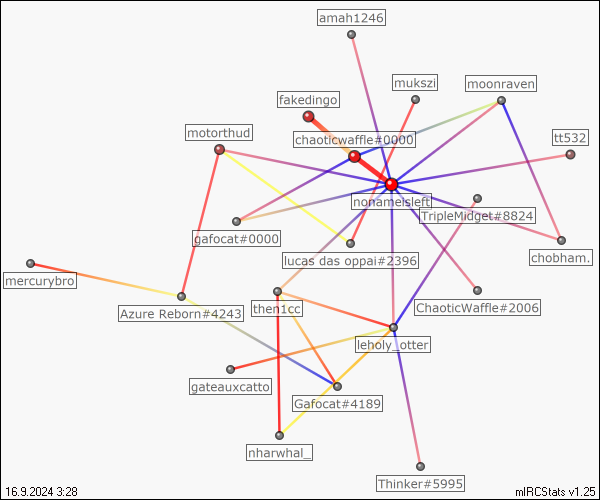 amah1246
mukszi
moonraven
fakedingo
motorthud
chaoticwaffle#0000
tt532
nonameisleft
TripleMidget#8824
gafocat#0000
lucas das oppai#2396
chobham.
mercurybro
Azure Reborn#4243
then1cc
ChaoticWaffle#2006
leholy_otter
gateauxcatto
Gafocat#4189
nharwhal_
Thinker#5995
16.9.2024 3:28
mIRCStats v1.25